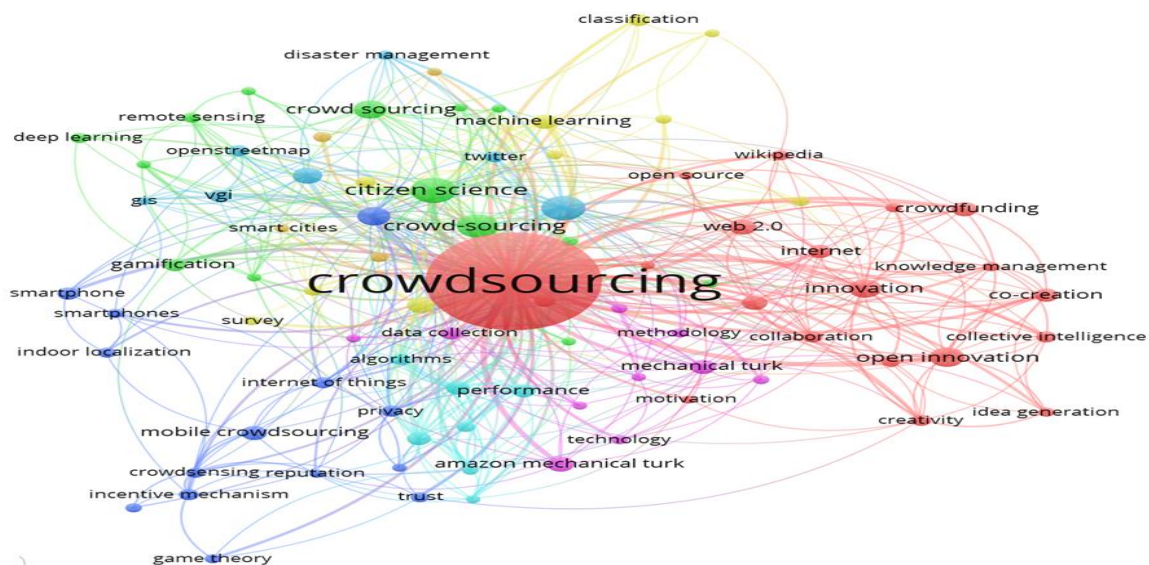 classification
disaster management
crowd sourcing
machine learning
remote sensing
deep learning
openstreetmap
twitter
wikipedia
open source
citizen science
gis
vgi
crowdfunding
smart cities
crowd-sourcing
web 2.0
internet
gamification
knowledge management
crowdsourcing
innovation
co-creation
smartphone
smartphones
survey
data collection
methodology
collaboration
collective intelligence
indoor localization
algorithms
open innovation
mechanical turk
internet of things
performance
motivation
privacy
idea generation
creativity
mobile crowdsourcing
technology
amazon mechanical turk
crowdsensing
reputation
incentive mechanism
trust
game theory